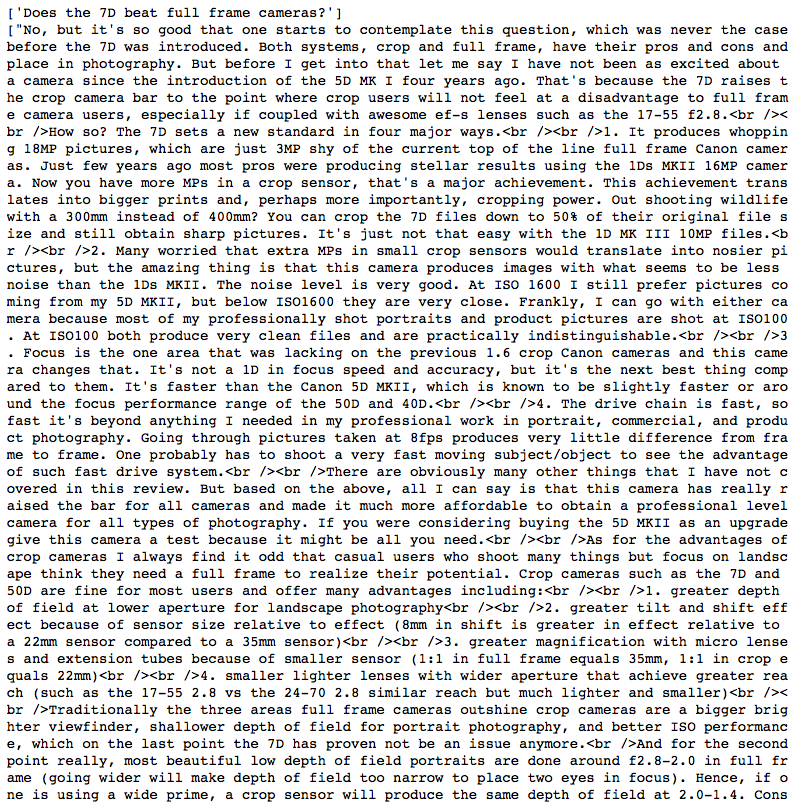 ['Does the 7D beat full frame cameras?']
["No, but it's so good that one starts to contemplate this question, which was never the case
before the 7D was introduced. Both systems, crop and full frame, have their pros and cons and
place in photography. But before I get into that let me say I have not been as excited about
a camera since the introduction of the 5D MK I four years ago. That's because the 7D raises t
he crop camera bar to the point where crop users will not feel at a disadvantage to full fram
e camera users, especially if coupled with awesome ef-s lenses such as the 17-55 f2.8.<br /><
br />How so? The 7D sets a new standard in four major ways.<br /><br />1. It produces whoppin
g 18MP pictures, which are just 3MP shy of the current top of the line full frame Canon camer
as. Just few years ago most pros were producing stellar results using the 1Ds MKII 16MP camer
a. Now you have more MPs in a crop sensor, that's a major achievement. This achievement trans
lates into bigger prints and, perhaps more importantly, cropping power. Out shooting wildlife
with a 300mm instead of 400mm? You can crop the 7D files down to 50% of their original file s
ize and still obtain sharp pictures. It's just not that easy with the 1D MK III 10MP files.<b
r /><br />2. Many worried that extra MPs in small crop sensors would translate into nosier pi
ctures, but the amazing thing is that this camera produces images with what seems to be less
noise than the 1Ds MKII. The noise level is very good. At ISO 1600 I still prefer pictures co
ming from my 5D MKII, but below ISO1600 they are very close. Frankly, I can go with either ca
mera because most of my professionally shot portraits and product pictures are shot at ISO100
. At ISO100 both produce very clean files and are practically indistinguishable.<br /><br />3
. Focus is the one area that was lacking on the previous 1.6 crop Canon cameras and this came
ra changes that. It's not a 1D in focus speed and accuracy, but it's the next best thing comp
ared to them. It's faster than the Canon 5D MKII, which is known to be slightly faster or aro
und the focus performance range of the 50D and 40D.<br /><br />4. The drive chain is fast, so
fast it's beyond anything I needed in my professional work in portrait, commercial, and produ
ct photography. Going through pictures taken at 8fps produces very little difference from fra
me to frame. One probably has to shoot a very fast moving subject/object to see the advantage
of such fast drive system.<br /><br />There are obviously many other things that I have not c
overed in this review. But based on the above, all I can say is that this camera has really r
aised the bar for all cameras and made it much more affordable to obtain a professional level
camera for all types of photography. If you were considering buying the 5D MKII as an upgrade
give this camera a test because it might be all you need.<br /><br />As for the advantages of
crop cameras I always find it odd that casual users who shoot many things but focus on landsc
ape think they need a full frame to realize their potential. Crop cameras such as the 7D and
50D are fine for most users and offer many advantages including:<br /><br />1. greater depth
of field at lower aperture for landscape photography<br /><br />2. greater tilt and shift eff
ect because of sensor size relative to effect (8mm in shift is greater in effect relative to
a 22mm sensor compared to a 35mm sensor)<br /><br />3. greater magnification with micro lense
s and extension tubes because of smaller sensor (1:1 in full frame equals 35mm, 1:1 in crop e
quals 22mm)<br /><br />4. smaller lighter lenses with wider aperture that achieve greater rea
ch (such as the 17-55 2.8 vs the 24-70 2.8 similar reach but much lighter and smaller)<br /><
br />Traditionally the three areas full frame cameras outshine crop cameras are a bigger brig
hter viewfinder, shallower depth of field for portrait photography, and better ISO performanc
e, which on the last point the 7D has proven not be an issue anymore.<br />And for the second
point really, most beautiful low depth of field portraits are done around f2.8-2.0 in full fr
ame (going wider will make depth of field too narrow to place two eyes in focus). Hence, if o
ne is using a wide prime, a crop sensor will produce the same depth of field at 2.0-1.4. Cons